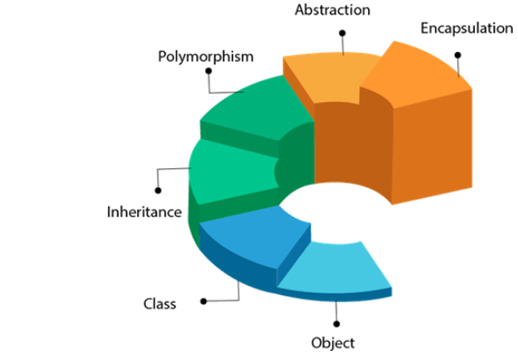 Abstraction
Encapsulation
Polymorphism
Inheritance
Class
Object